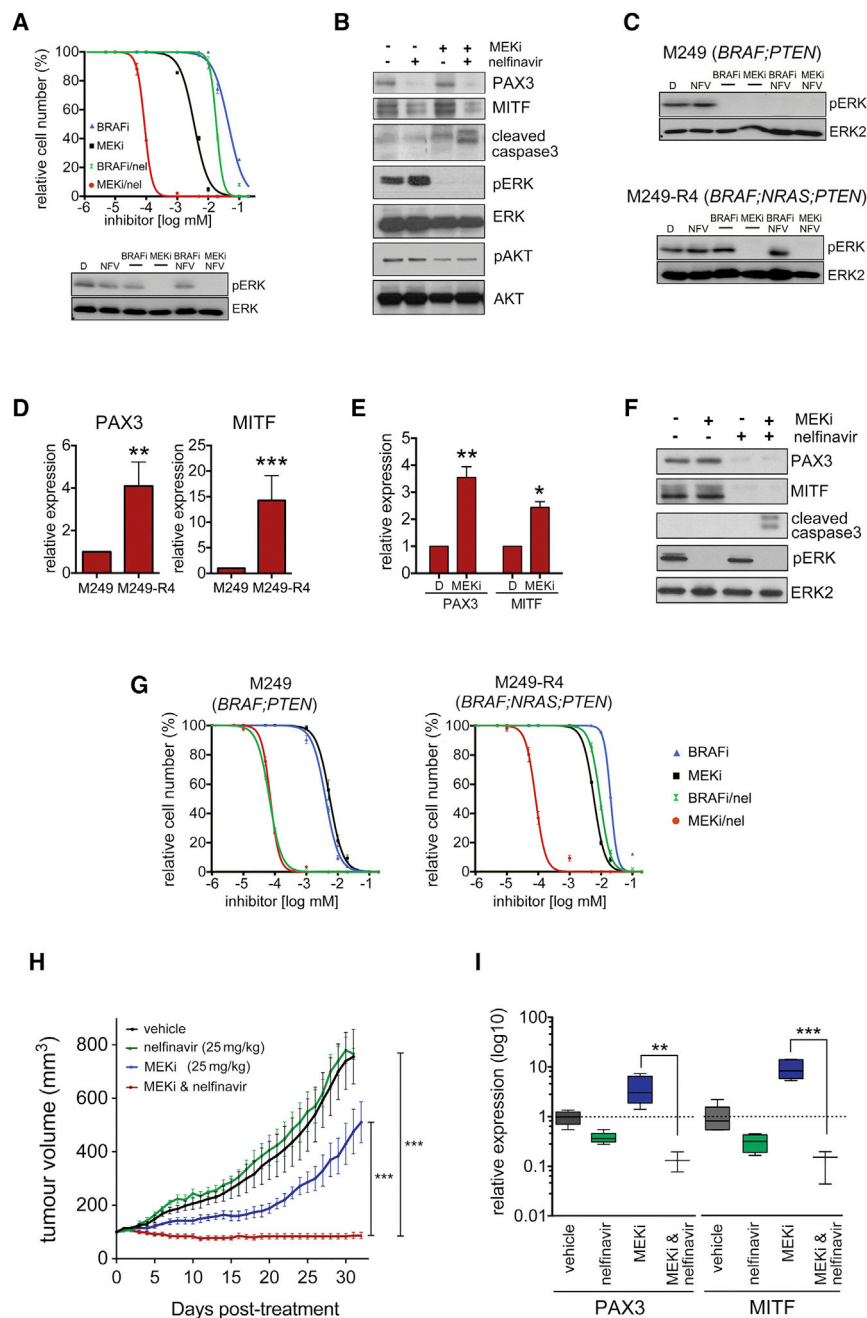 A
relative cell number (%)
100
80
60
40
20
0
BRAFi
MEKi
BRAFi/nel
MEKi/nel
-6 -5 -4 -3 -2 -1
inhibitor [log mM]
D NFV BRAFi — MEKi — BRAFi NFV MEKi NFV
pERK
ERK
B
- - + + MEKi
- + - + nelfinavir
PAX3
MITF
cleaved
caspase3
pERK
ERK
pAKT
AKT
C
M249 (BRAF;PTEN)
D NFV BRAFi — MEKi — BRAFi NFV MEKi NFV
pERK
ERK2
M249-R4 (BRAF;NRAS;PTEN)
D NFV BRAFi — MEKi — BRAFi NFV MEKi NFV
pERK
ERK2
D
PAX3
relative expression
6
4
2
0
**
M249 M249-R4
MITF
relative expression
25
20
15
10
5
0
***
M249 M249-R4
E
relative expression
5
4
3
2
1
0
**
*
D MEKi D MEKi
PAX3 MITF
F
- + - + MEKi
- - + + nelfinavir
PAX3
MITF
cleaved
caspase3
pERK
ERK2
G
M249
(BRAF;PTEN)
relative cell number (%)
100
80
60
40
20
0
-6 -5 -4 -3 -2 -1
inhibitor [log mM]
M249-R4
(BRAF;NRAS;PTEN)
relative cell number (%)
100
80
60
40
20
0
-6 -5 -4 -3 -2 -1
inhibitor [log mM]
BRAFi
MEKi
BRAFi/nel
MEKi/nel
H
tumour volume (mm3)
800
600
400
200
0
vehicle
nelfinavir (25 mg/kg)
MEKi (25 mg/kg)
MEKi & nelfinavir
***
***
0 5 10 15 20 25 30
Days post-treatment
I
relative expression (log10)
100
10
1
0.1
0.01
**
***
vehicle
nelfinavir
MEKi
MEKi & nelfinavir
vehicle
nelfinavir
MEKi
MEKi & nelfinavir
PAX3 MITF